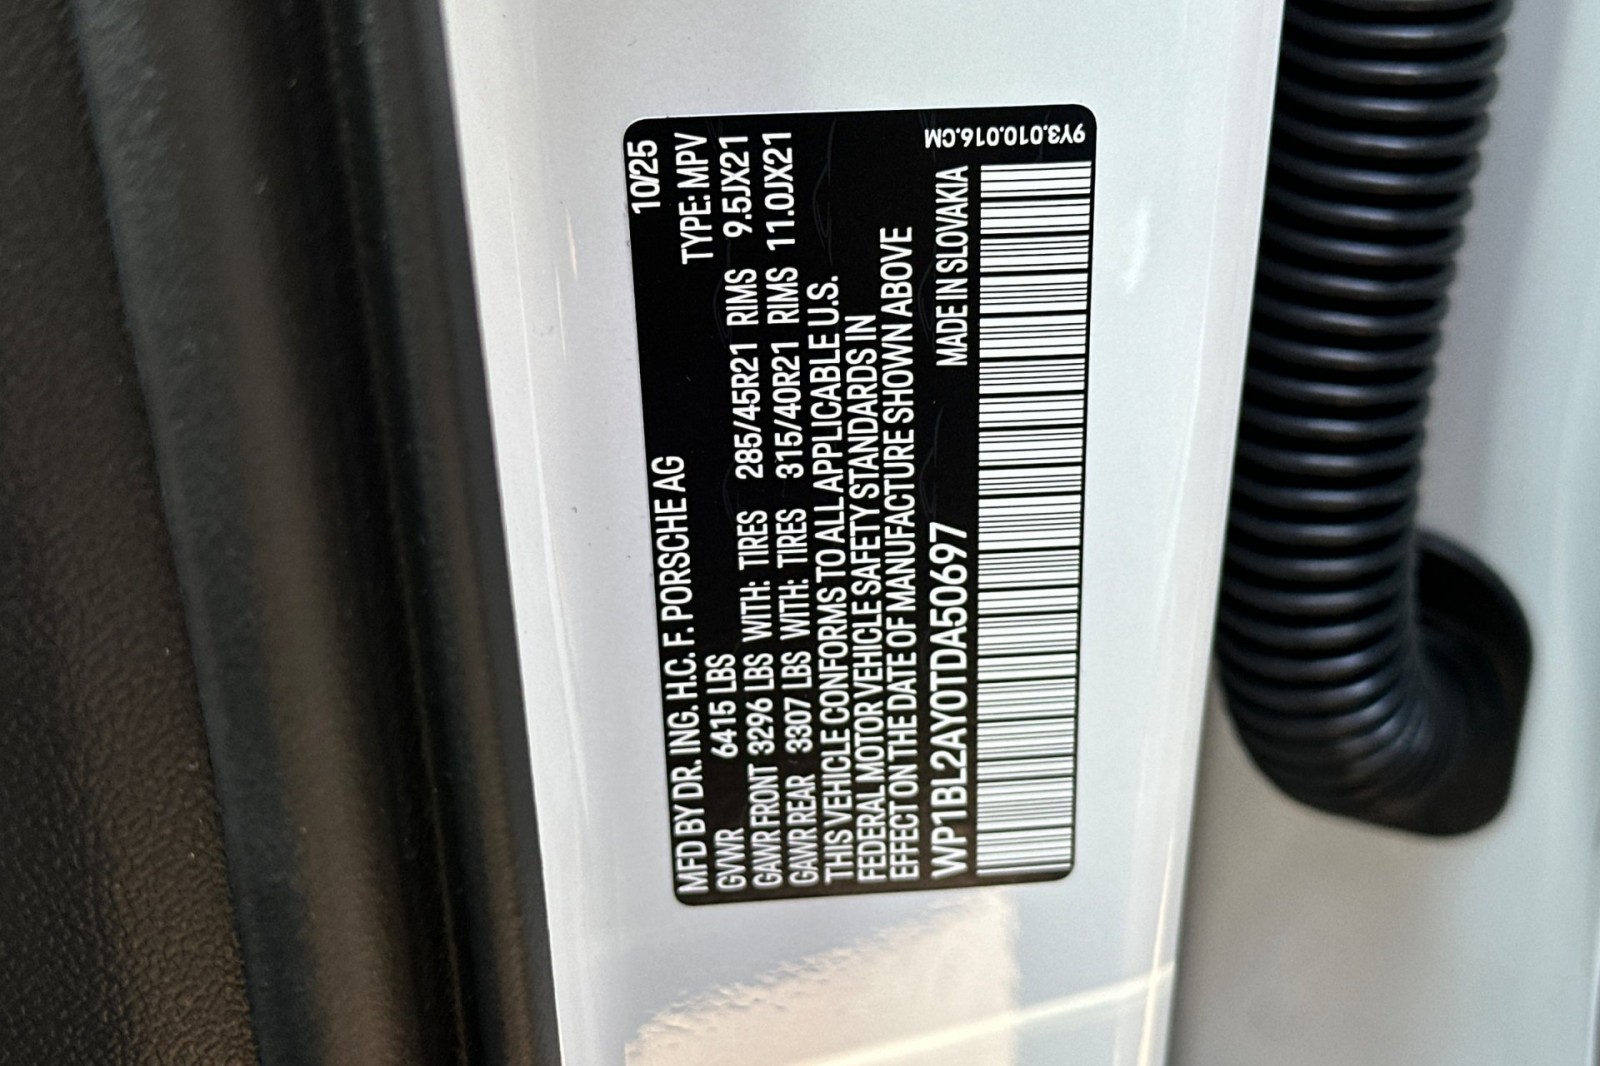 MFD BY DR. ING. H.C. F. PORSCHE AG 10/25
GVWR 6415 LBS TYPE: MPV
GAWR FRONT 3296 LBS WITH: TIRES 285/45R21 RIMS 9.5JX21
GAWR REAR 3307 LBS WITH: TIRES 315/40R21 RIMS 11.0JX21
THIS VEHICLE CONFORMS TO ALL APPLICABLE U.S.
FEDERAL MOTOR VEHICLE SAFETY STANDARDS IN
EFFECT ON THE DATE OF MANUFACTURE SHOWN ABOVE
WP1BL2AY0TDA50697 MADE IN SLOVAKIA
9Y3.010.016.CM